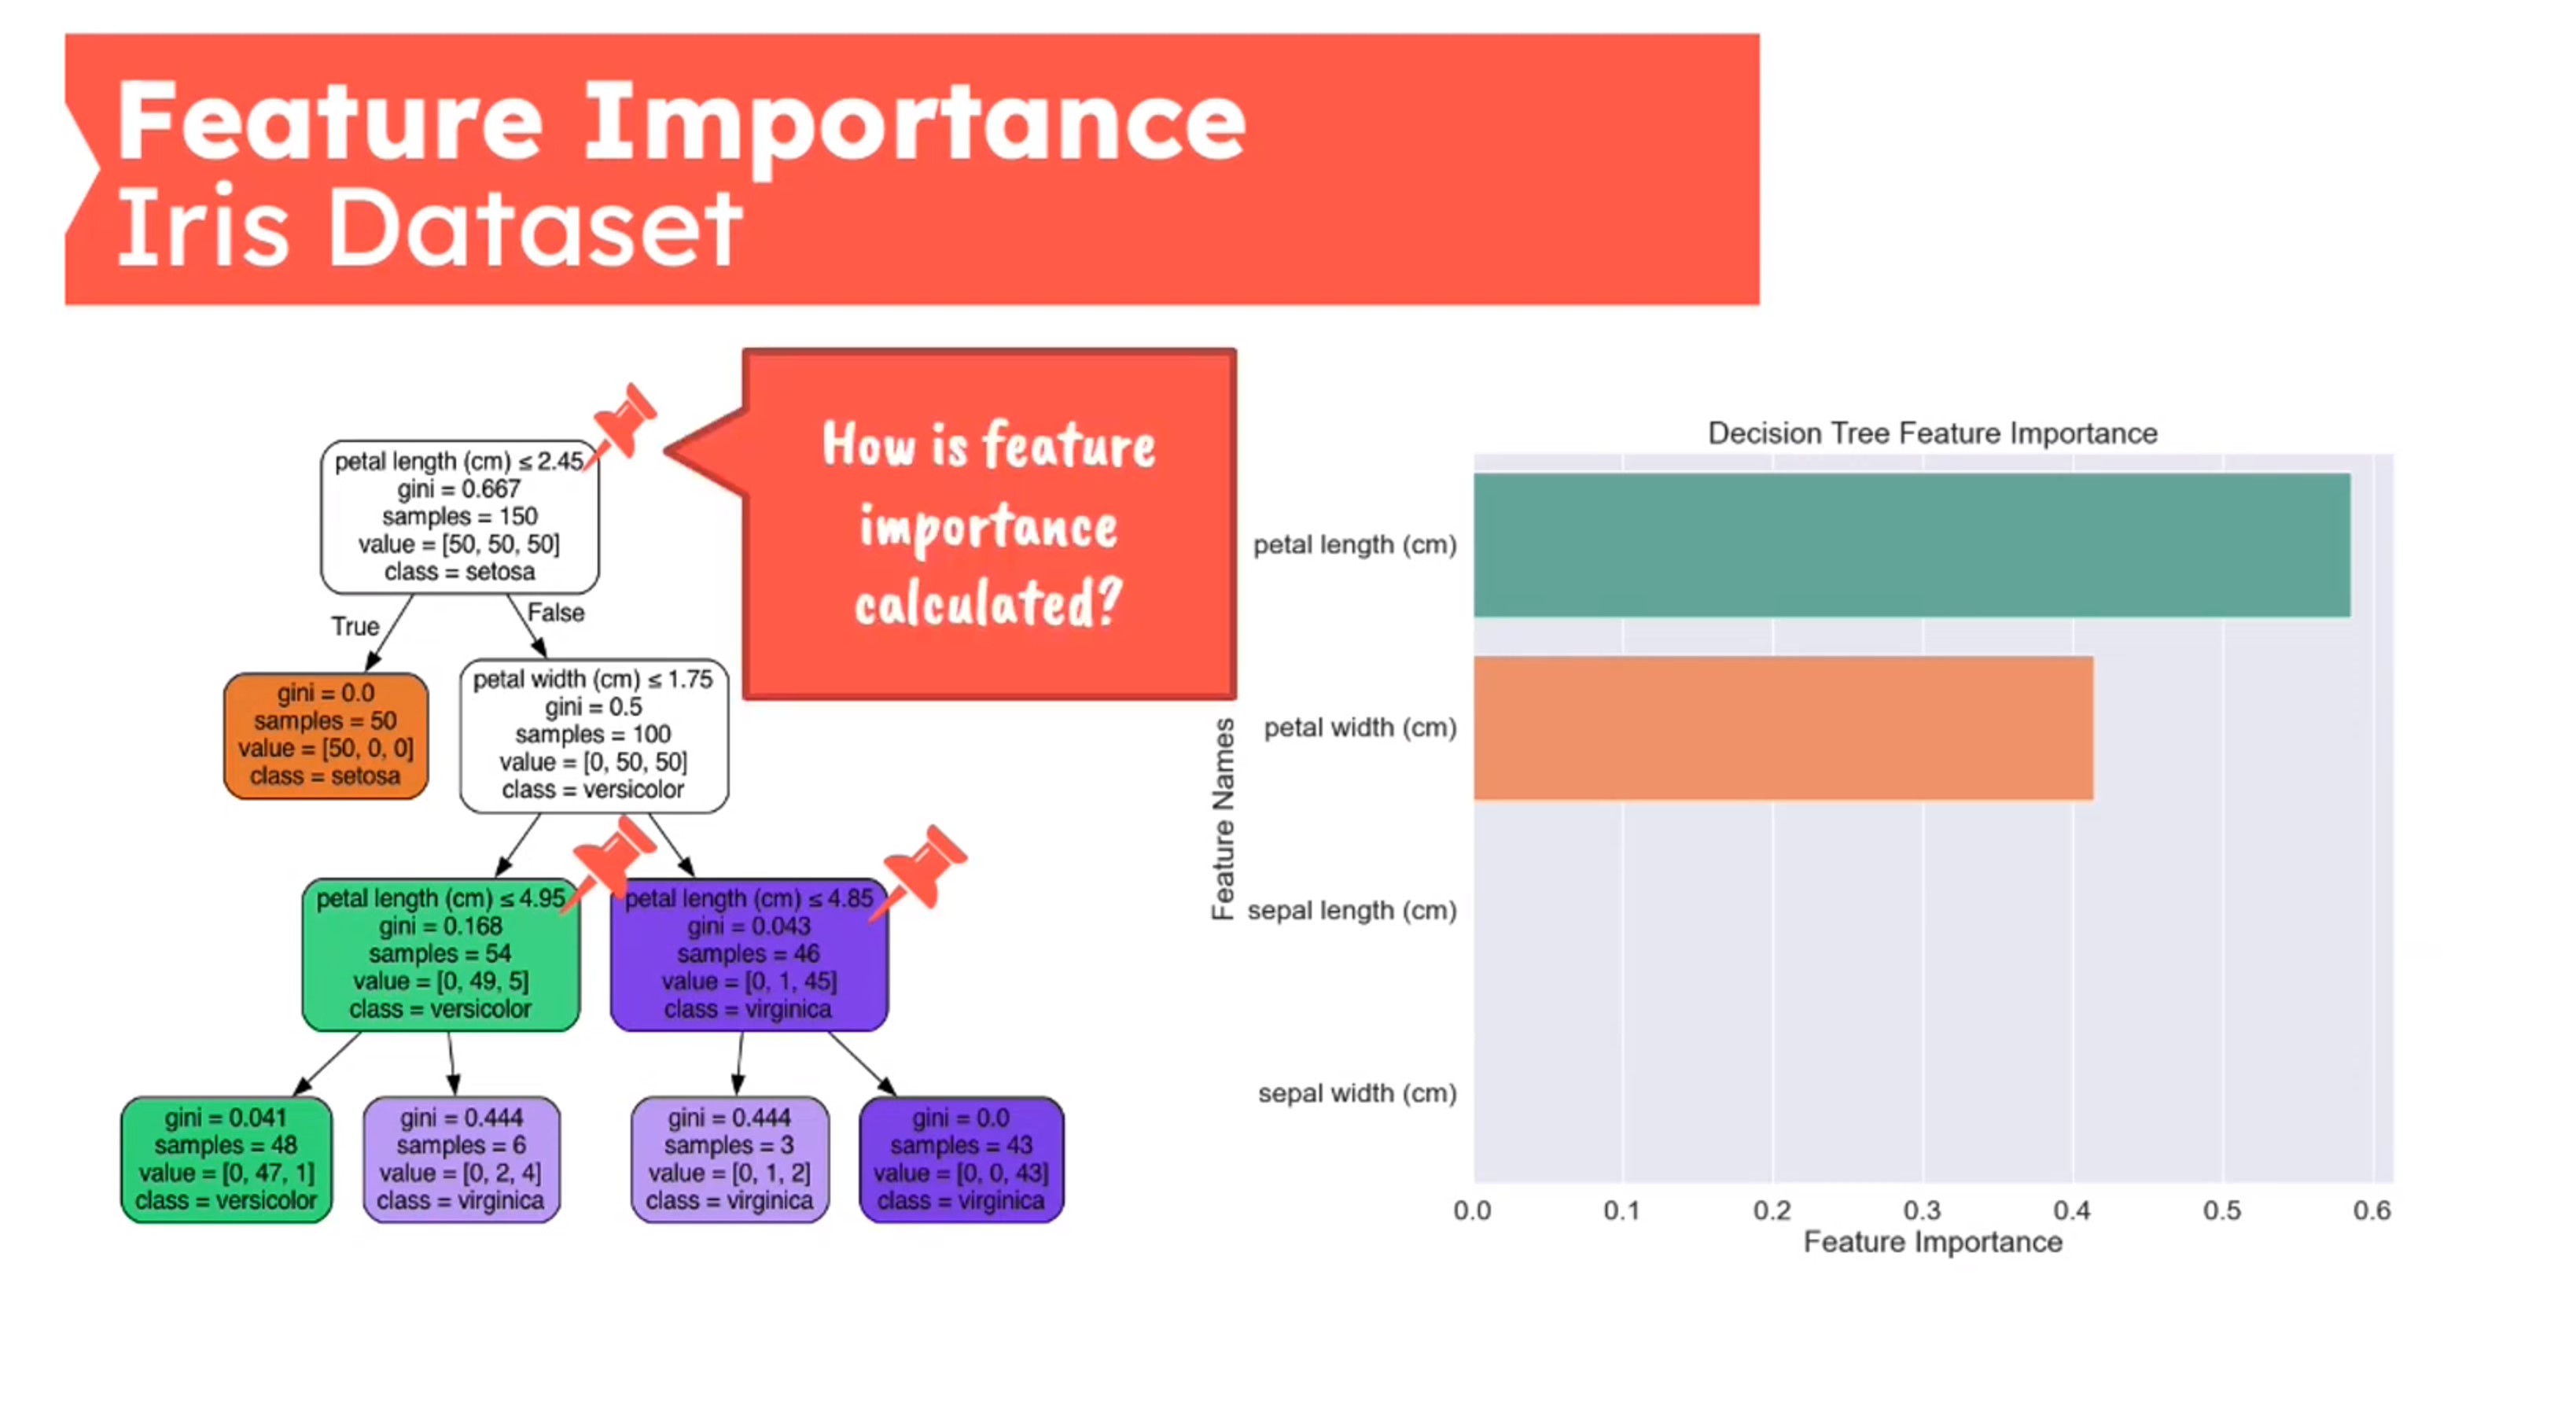 Feature Importance
Iris Dataset
How is feature
importance
calculated?
petal length (cm) ≤ 2.45
gini = 0.667
samples = 150
value = [50, 50, 50]
class = setosa
True
False
gini = 0.0
samples = 50
value = [50, 0, 0]
class = setosa
petal width (cm) ≤ 1.75
gini = 0.5
samples = 100
value = [0, 50, 50]
class = versicolor
petal length (cm) ≤ 4.95
gini = 0.168
samples = 54
value = [0, 49, 5]
class = versicolor
petal length (cm) ≤ 4.85
gini = 0.043
samples = 46
value = [0, 1, 45]
class = virginica
gini = 0.041
samples = 48
value = [0, 47, 1]
class = versicolor
gini = 0.444
samples = 6
value = [0, 2, 4]
class = virginica
gini = 0.444
samples = 3
value = [0, 1, 2]
class = virginica
gini = 0.0
samples = 43
value = [0, 0, 43]
class = virginica
Decision Tree Feature Importance
Feature Names
petal length (cm)
petal width (cm)
sepal length (cm)
sepal width (cm)
0.0 0.1 0.2 0.3 0.4 0.5 0.6
Feature Importance